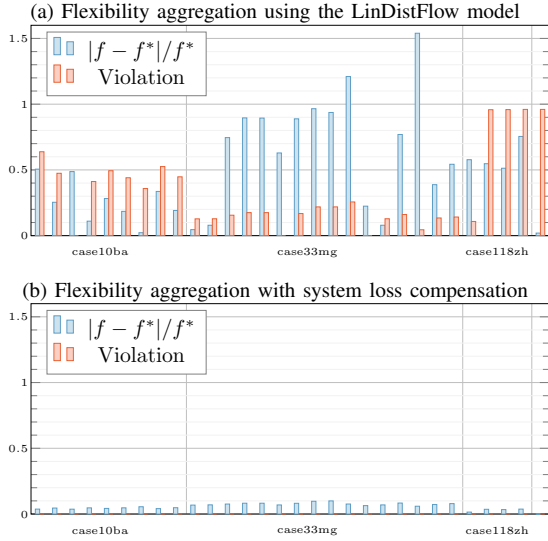 (a) Flexibility aggregation using the LinDistFlow model
1.5
|f − f*|/f*
Violation
1
0.5
0
case10ba case33mg case118zh
(b) Flexibility aggregation with system loss compensation
1.5
|f − f*|/f*
Violation
1
0.5
0
case10ba case33mg case118zh